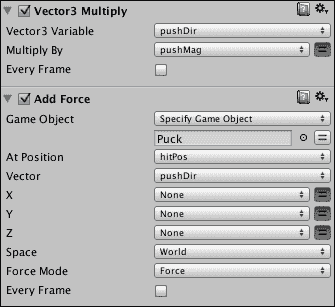 Vector3 Multiply
Vector3 Variable pushDir
Multiply By pushMag
Every Frame
Add Force
Game Object Specify Game Object
Puck
At Position hitPos
Vector pushDir
X None
Y None
Z None
Space World
Force Mode Force
Every Frame